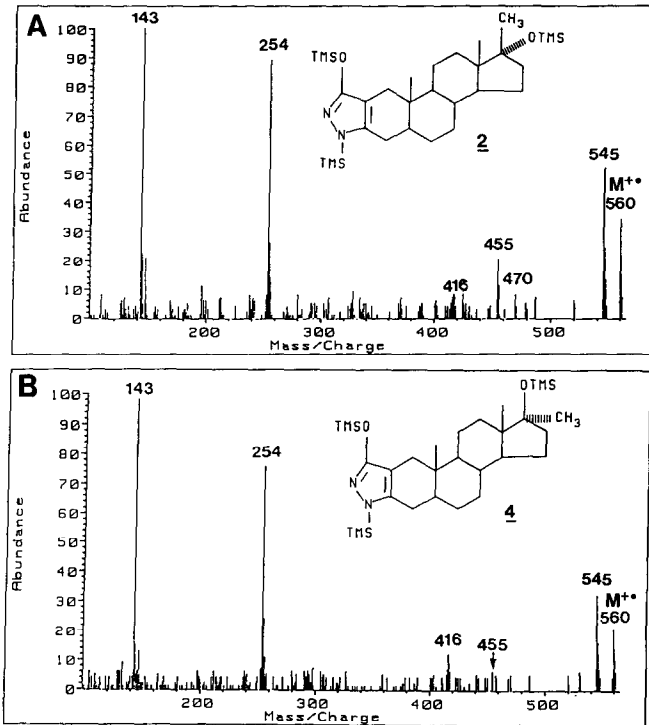 A
Abundance
100
90
80
70
60
50
40
30
20
10
0
143
254
CH₃
OTMS
TMSO
N
N
TMS
2
416
455
470
545
M+•
560
200 300 400 500
Mass/Charge
B
Abundance
100
90
80
70
60
50
40
30
20
10
0
143
254
OTMS
CH₃
TMSO
N
N
TMS
4
416
455
545
M+•
560
200 300 400 500
Mass/Charge